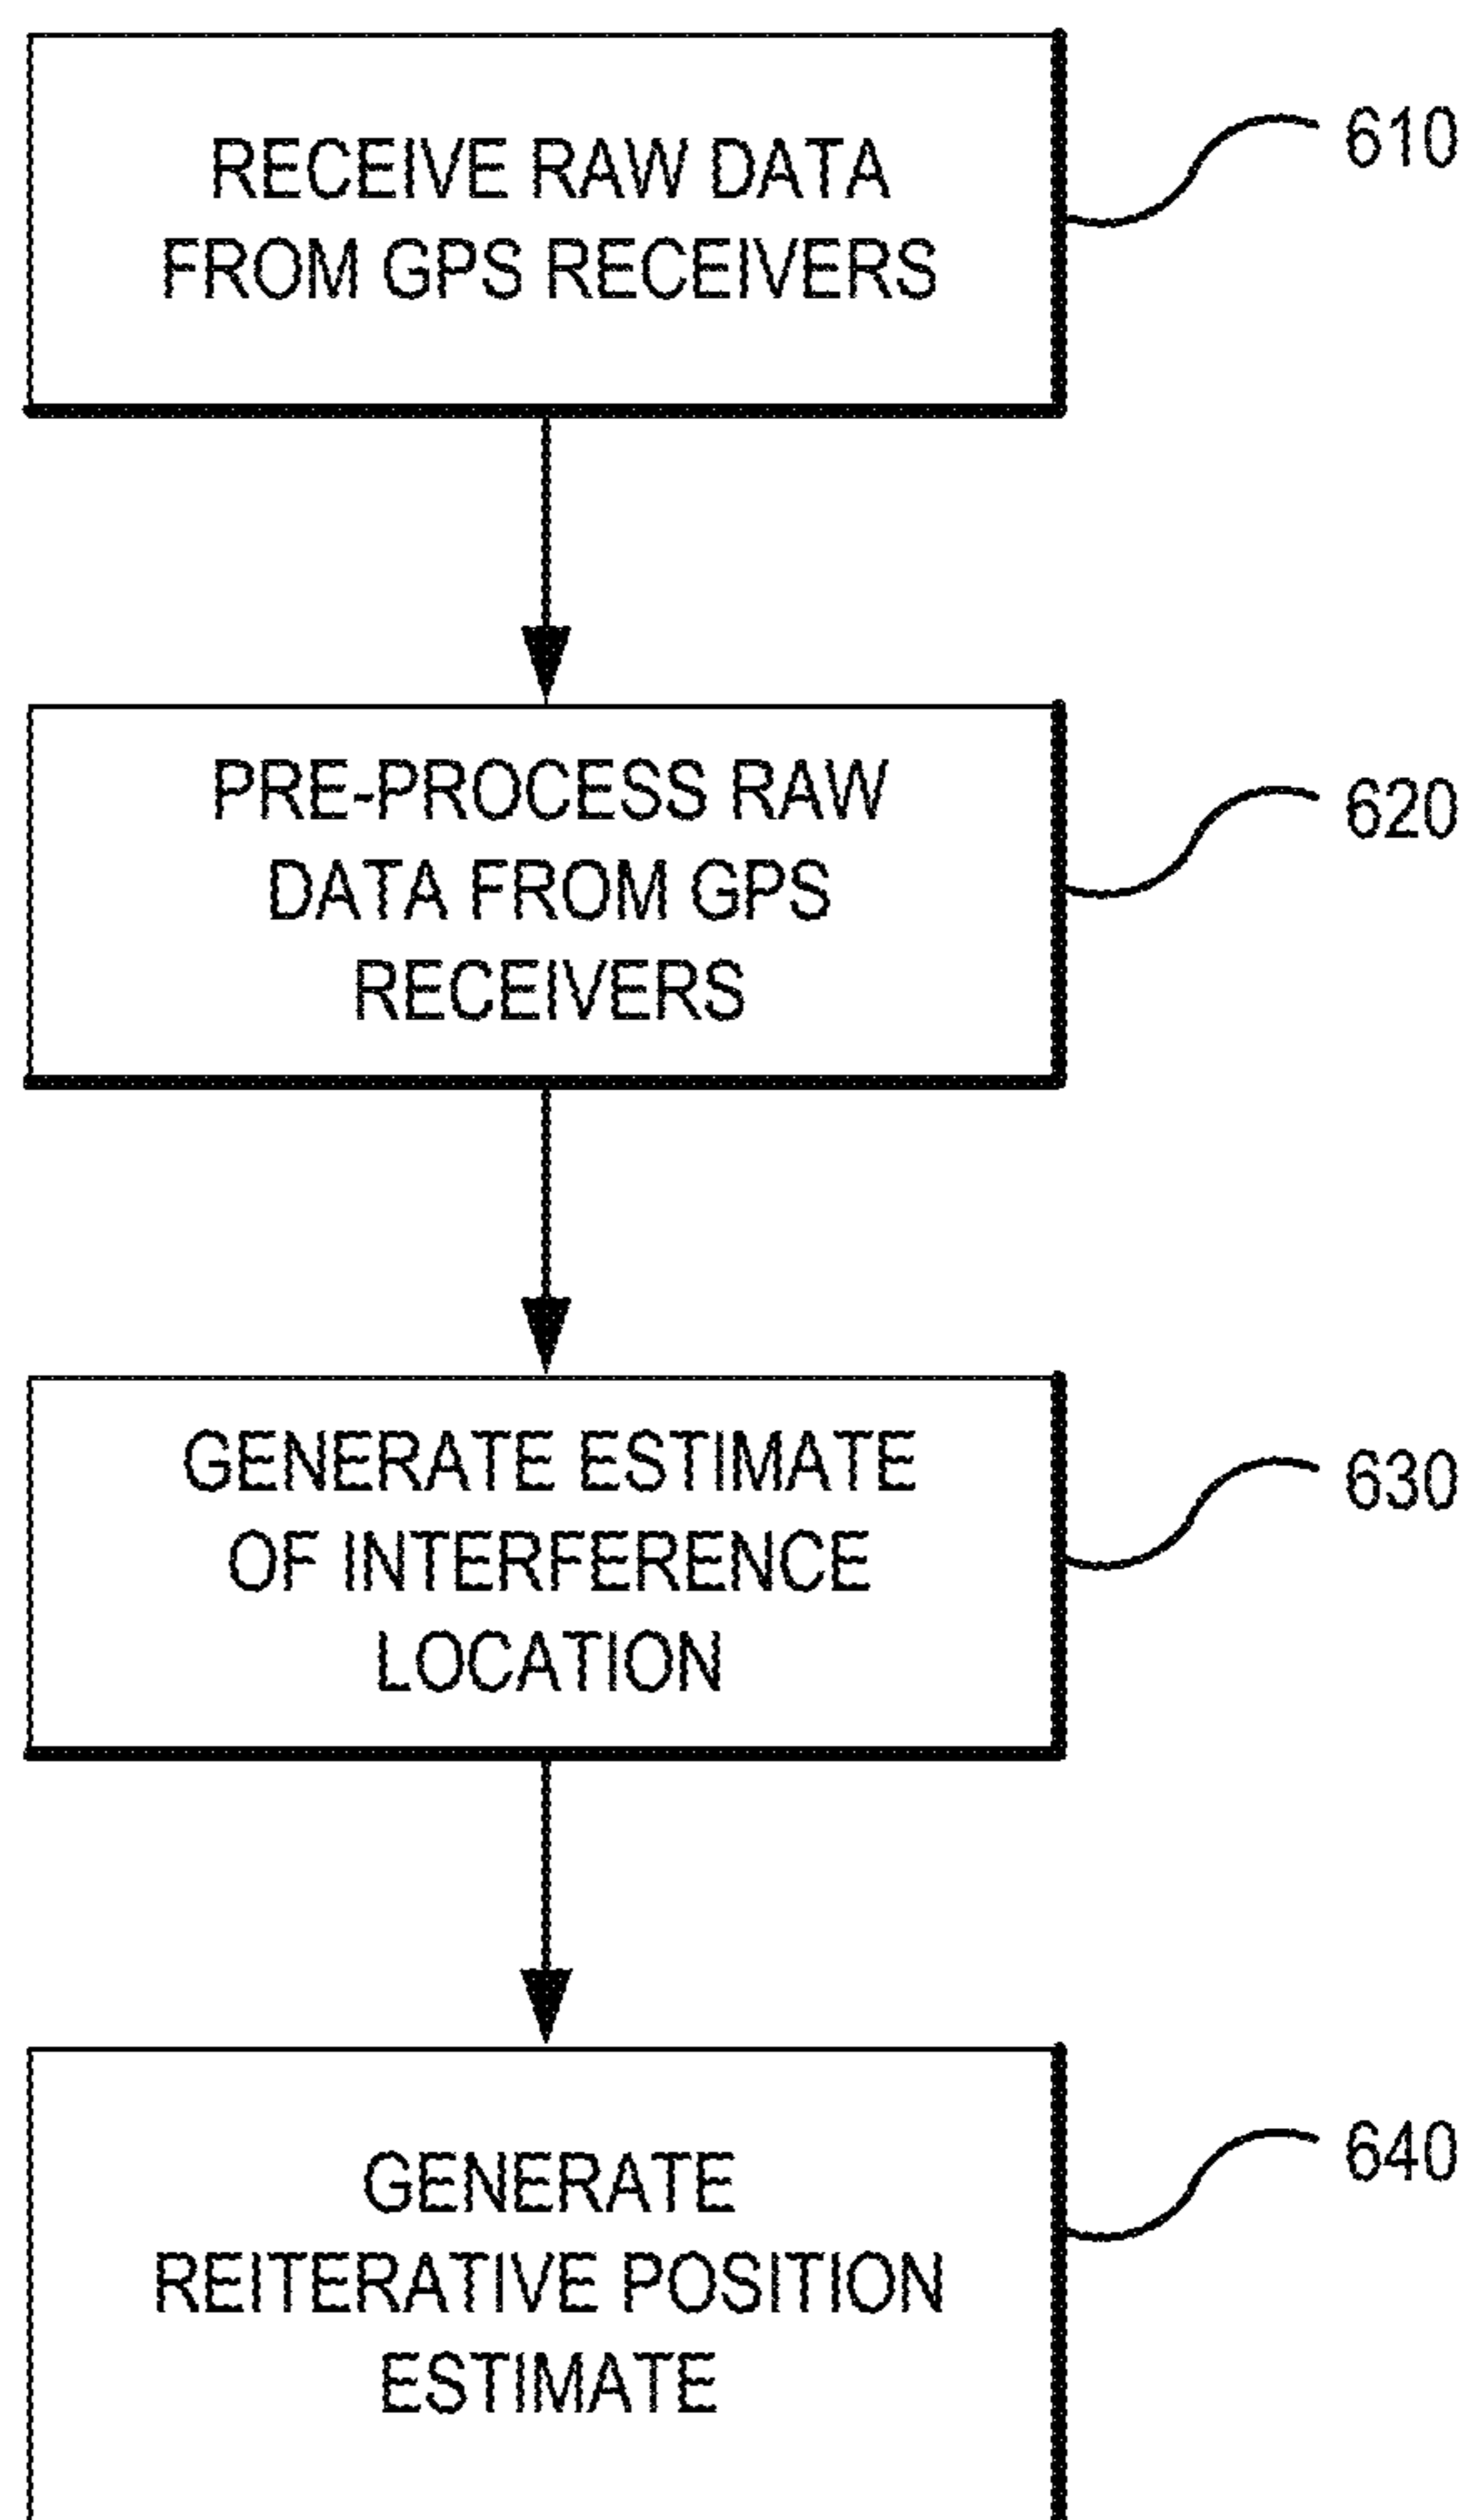 RECEIVE RAW DATA
FROM GPS RECEIVERS
610
PRE-PROCESS RAW
DATA FROM GPS
RECEIVERS
620
GENERATE ESTIMATE
OF INTERFERENCE
LOCATION
630
GENERATE
REITERATIVE POSITION
ESTIMATE
640